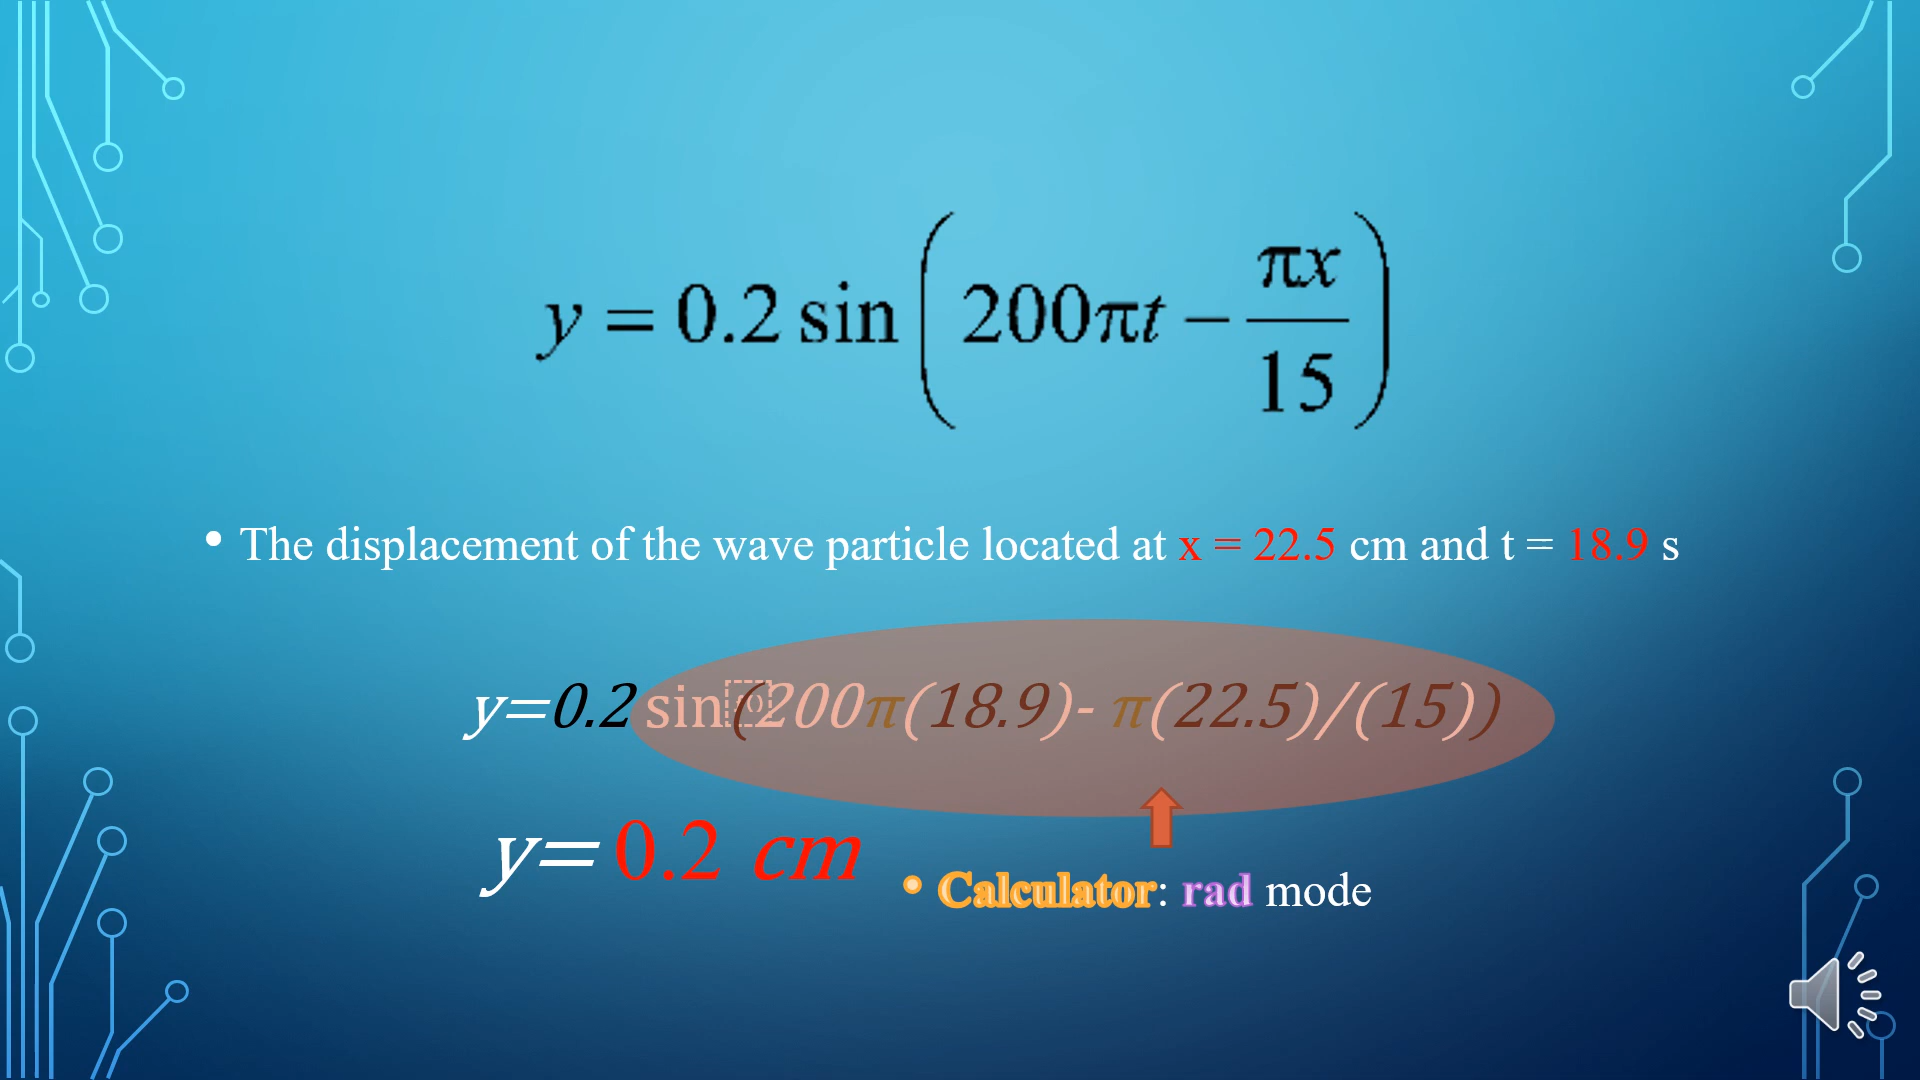 y = 0.2 sin(200πt − πx/15)
• The displacement of the wave particle located at x = 22.5 cm and t = 18.9 s
y=0.2 sin(200π(18.9)- π(22.5)/(15))
y= 0.2 cm
• Calculator: rad mode